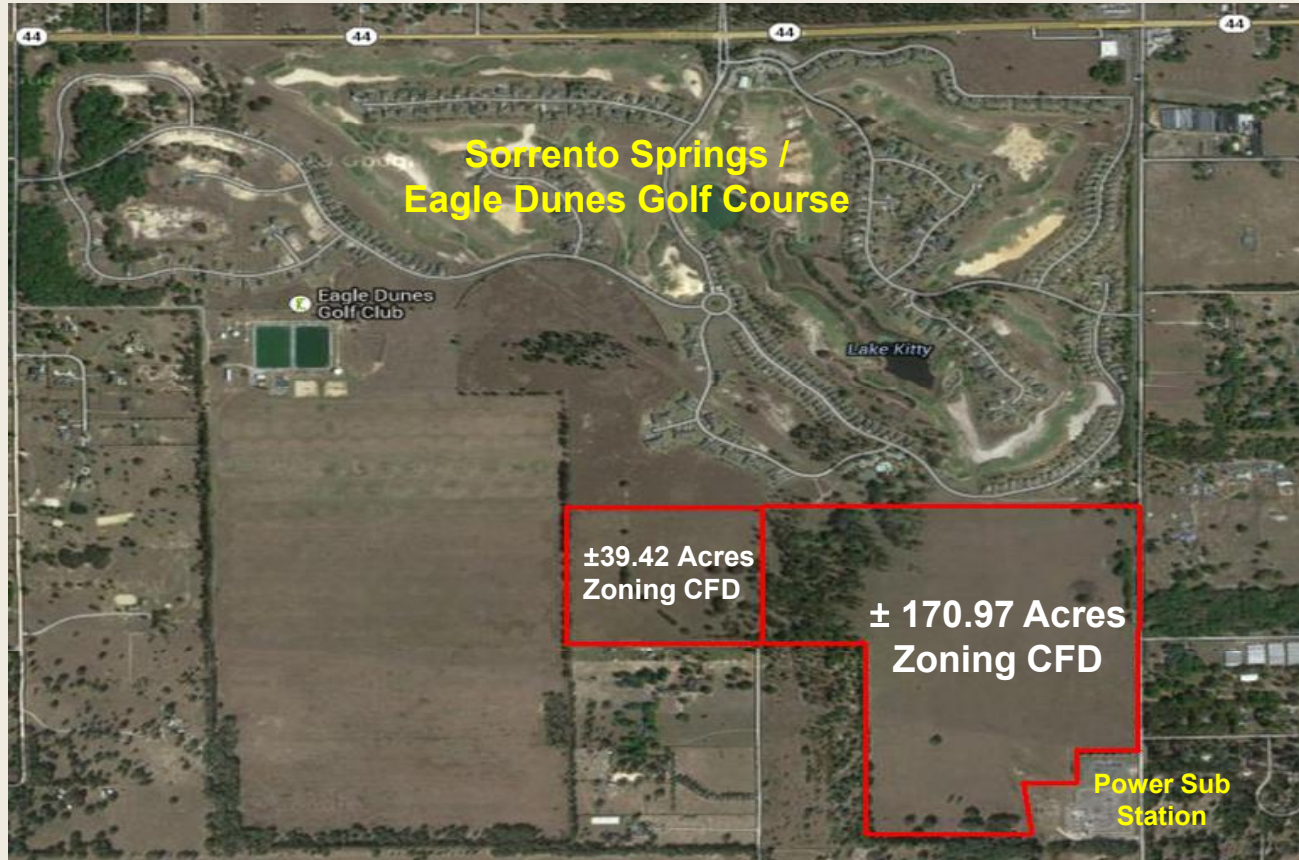 44
44
44
44
Sorrento Springs /
Eagle Dunes Golf Course
Eagle Dunes
Golf Club
Lake Kitty
±39.42 Acres
Zoning CFD
± 170.97 Acres
Zoning CFD
Power Sub
Station